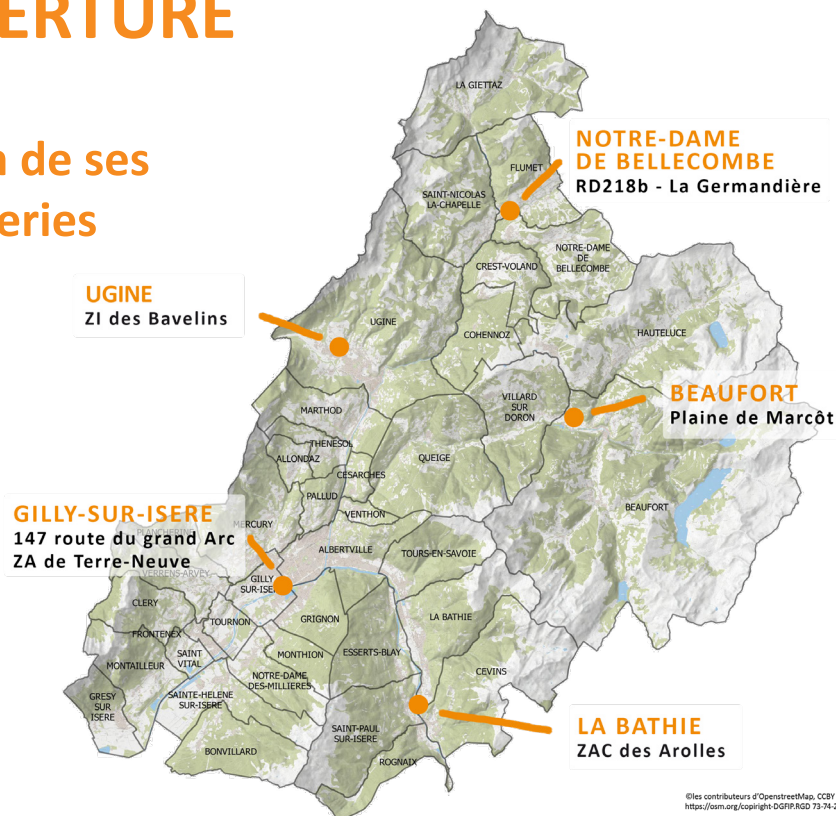 ERTURE
n de ses
eries
LA GIETTAZ
NOTRE-DAME
DE BELLECOMBE
RD218b - La Germandière
FLUMET
SAINT-NICOLAS
LA-CHAPELLE
NOTRE-DAME
DE
BELLECOMBE
CREST-VOLAND
UGINE
ZI des Bavelins
UGINE
COHENNOZ
HAUTELUCE
BEAUFORT
Plaine de Marcôt
VILLARD
SUR
DORON
MARTHOD
THENESOL
ALLONDAZ
CESARCHES
QUEIGE
PALLUD
VENTHON
BEAUFORT
GILLY-SUR-ISERE
147 route du grand Arc
ZA de Terre-Neuve
MERCURY
PLANCHERINE
VERRENS-ARVEY
ALBERTVILLE
TOURS-EN-SAVOIE
GILLY
SUR-ISERE
CLERY
TOURNON
GRIGNON
LA BATHIE
FRONTENEX
SAINT
VITAL
MONTHION
ESSERTS-BLAY
MONTAILLEUR
CEVINS
NOTRE-DAME
DES-MILLIERES
GRESY
SUR
ISERE
SAINTE-HELENE
SUR-ISERE
SAINT-PAUL
SUR-ISERE
LA BATHIE
ZAC des Arolles
BONVILLARD
ROGNAIX
©les contributeurs d'OpenstreetMap, CCBY
https://osm.org/copiright-DGFIP.RGD 73-74-2